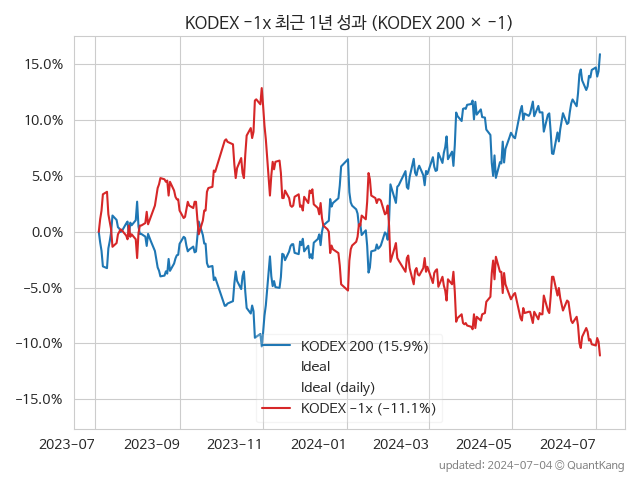 KODEX −1x 최근 1년 성과 (KODEX 200 × −1)
15.0%
10.0%
5.0%
0.0%
−5.0%
−10.0%
−15.0%
KODEX 200 (15.9%)
Ideal
Ideal (daily)
KODEX −1x (−11.1%)
2023-07 2023-09 2023-11 2024-01 2024-03 2024-05 2024-07
updated: 2024-07-04 © QuantKang